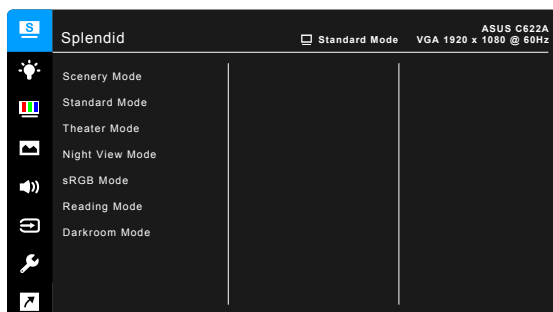 S
Splendid
Standard Mode
ASUS C622A
VGA 1920 x 1080 @ 60Hz
Scenery Mode
Standard Mode
Theater Mode
Night View Mode
sRGB Mode
Reading Mode
Darkroom Mode